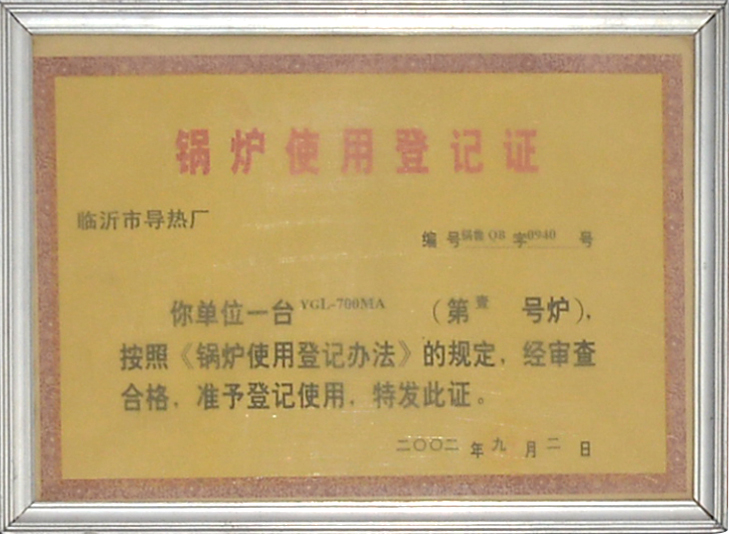 锅炉使用登记证
临沂市导热厂
编号锅鲁Q8字0940号
你单位一台YGL-700MA（第壹号炉），
按照《锅炉使用登记办法》的规定，经审查
合格，准予登记使用，特发此证。
二〇〇二年九月二日